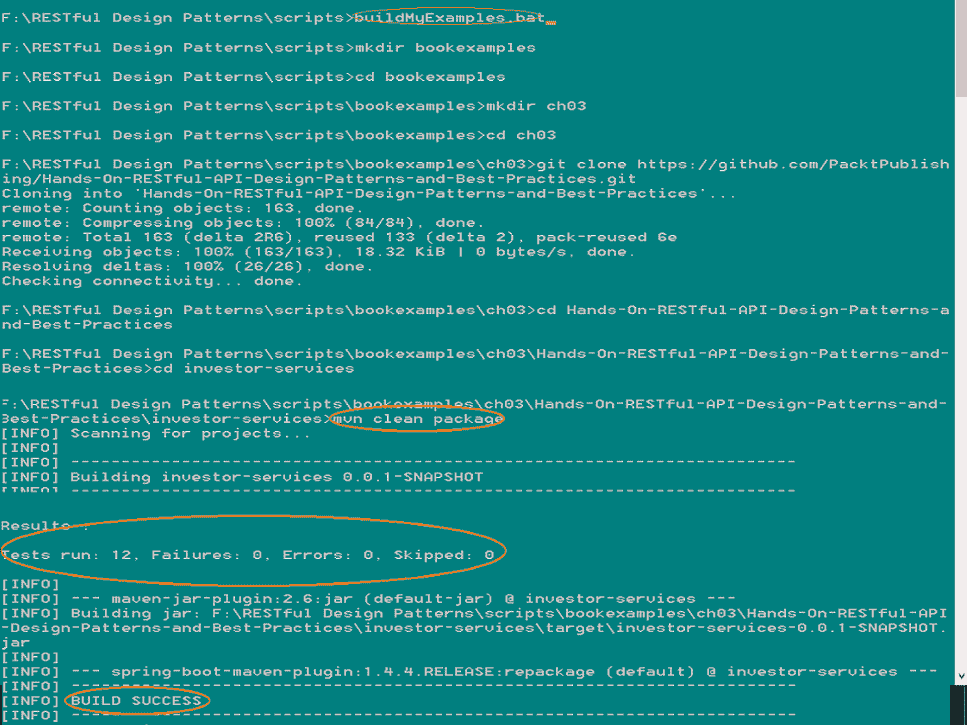 F:\RESTful Design Patterns\scripts>buildMyExamples.bat
F:\RESTful Design Patterns\scripts>mkdir bookexamples
F:\RESTful Design Patterns\scripts>cd bookexamples
F:\RESTful Design Patterns\scripts\bookexamples>mkdir ch03
F:\RESTful Design Patterns\scripts\bookexamples>cd ch03
F:\RESTful Design Patterns\scripts\bookexamples\ch03>git clone https://github.com/PacktPublish
ing/Hands-On-RESTful-API-Design-Patterns-and-Best-Practices.git
Cloning into 'Hands-On-RESTful-API-Design-Patterns-and-Best-Practices'...
remote: Counting objects: 163, done.
remote: Compressing objects: 100% (84/84), done.
remote: Total 163 (delta 2R6), reused 133 (delta 2), pack-reused 6e
Receiving objects: 100% (163/163), 18.32 KiB | 0 bytes/s, done.
Resolving deltas: 100% (26/26), done.
Checking connectivity... done.
F:\RESTful Design Patterns\scripts\bookexamples\ch03>cd Hands-On-RESTful-API-Design-Patterns-a
nd-Best-Practices
F:\RESTful Design Patterns\scripts\bookexamples\ch03\Hands-On-RESTful-API-Design-Patterns-and-
Best-Practices>cd investor-services
F:\RESTful Design Patterns\scripts\bookexamples\ch03\Hands-On-RESTful-API-Design-Patterns-and-
Best-Practices\investor-services>mvn clean package
[INFO] Scanning for projects...
[INFO]
[INFO] ------------------------------------------------------------------------
[INFO] Building investor-services 0.0.1-SNAPSHOT
[INFO] ------------------------------------------------------------------------
Results :
Tests run: 12, Failures: 0, Errors: 0, Skipped: 0
[INFO]
[INFO] --- maven-jar-plugin:2.6:jar (default-jar) @ investor-services ---
[INFO] Building jar: F:\RESTful Design Patterns\scripts\bookexamples\ch03\Hands-On-RESTful-API
-Design-Patterns-and-Best-Practices\investor-services\target\investor-services-0.0.1-SNAPSHOT.
jar
[INFO]
[INFO] --- spring-boot-maven-plugin:1.4.4.RELEASE:repackage (default) @ investor-services ---
[INFO] ------------------------------------------------------------------------
[INFO] BUILD SUCCESS
[INFO] ------------------------------------------------------------------------